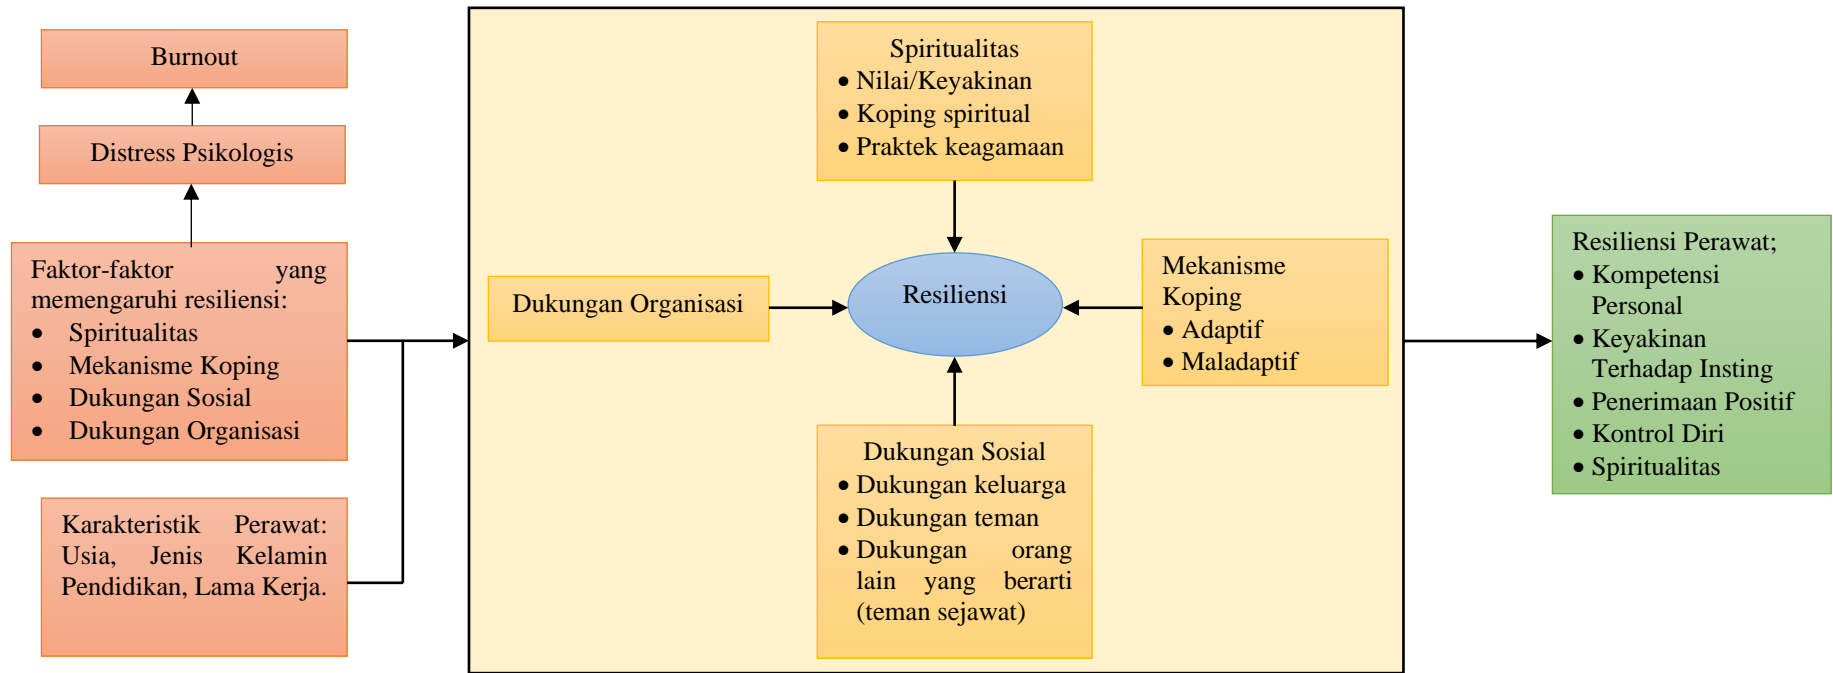 Burnout
Distress Psikologis
Faktor-faktor yang
memengaruhi resiliensi:
• Spiritualitas
• Mekanisme Koping
• Dukungan Sosial
• Dukungan Organisasi
Karakteristik Perawat:
Usia, Jenis Kelamin
Pendidikan, Lama Kerja.
Spiritualitas
• Nilai/Keyakinan
• Koping spiritual
• Praktek keagamaan
Dukungan Organisasi
Resiliensi
Mekanisme
Koping
• Adaptif
• Maladaptif
Dukungan Sosial
• Dukungan keluarga
• Dukungan teman
• Dukungan orang
lain yang berarti
(teman sejawat)
Resiliensi Perawat;
• Kompetensi
Personal
• Keyakinan
Terhadap Insting
• Penerimaan Positif
• Kontrol Diri
• Spiritualitas